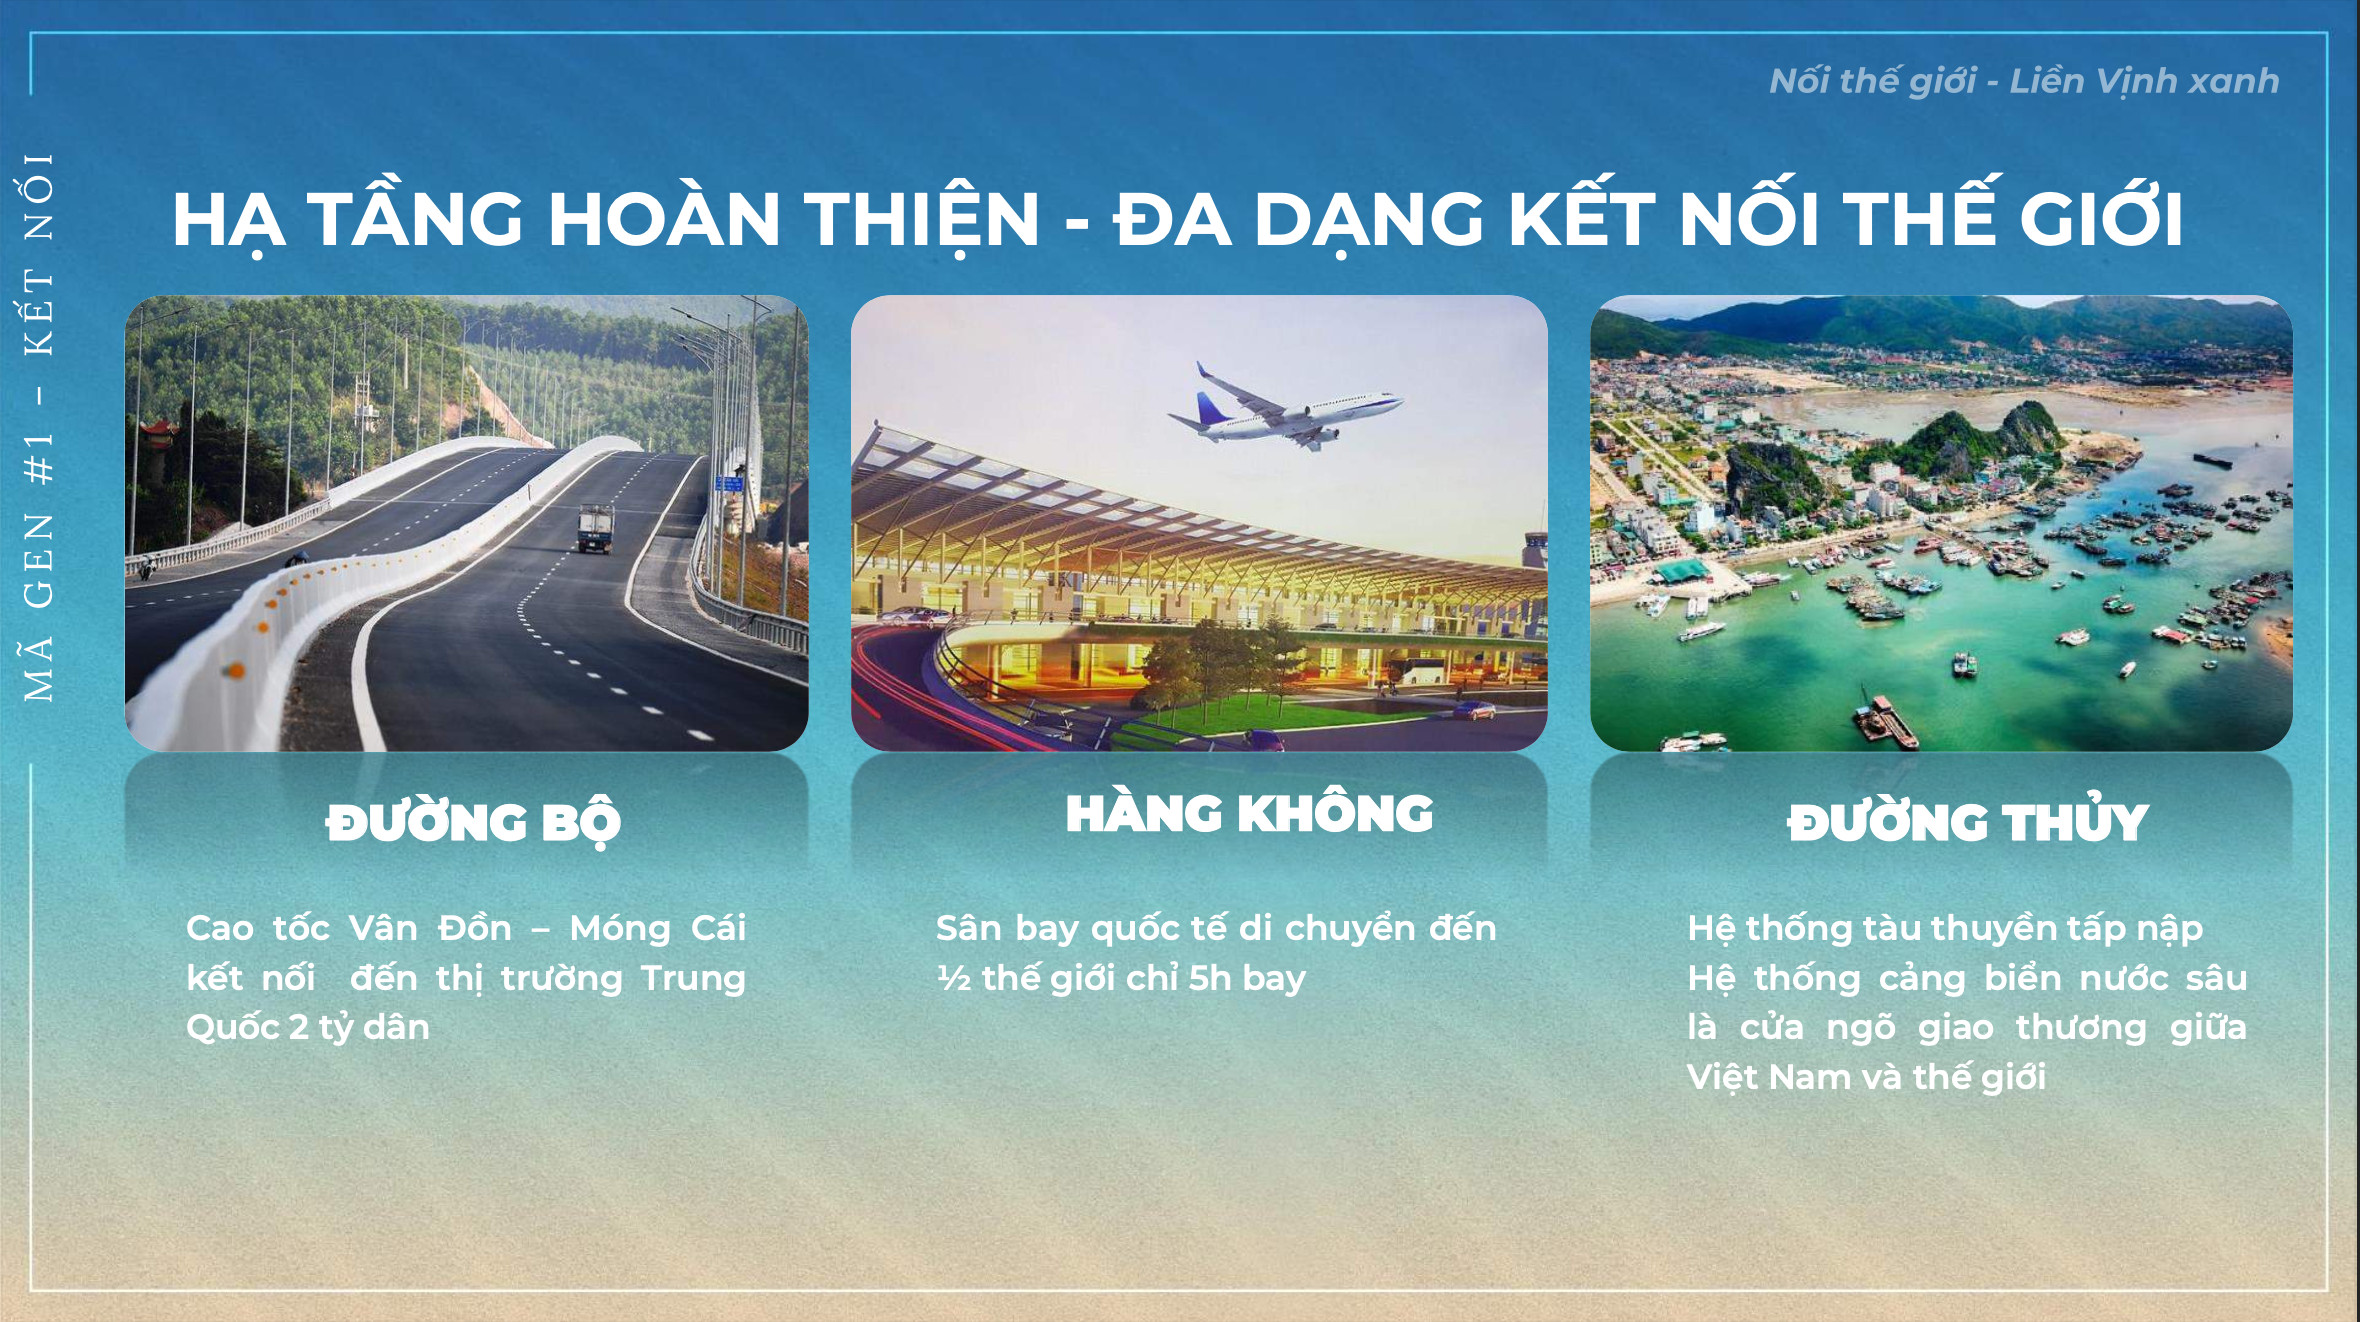 Nối thế giới - Liền Vịnh xanh
MÃ GEN #1 – KẾT NỐI
HẠ TẦNG HOÀN THIỆN - ĐA DẠNG KẾT NỐI THẾ GIỚI
ĐƯỜNG BỘ
Cao tốc Vân Đồn – Móng Cái
kết nối đến thị trường Trung
Quốc 2 tỷ dân
HÀNG KHÔNG
Sân bay quốc tế di chuyển đến
½ thế giới chỉ 5h bay
ĐƯỜNG THỦY
Hệ thống tàu thuyền tấp nập
Hệ thống cảng biển nước sâu
là cửa ngõ giao thương giữa
Việt Nam và thế giới